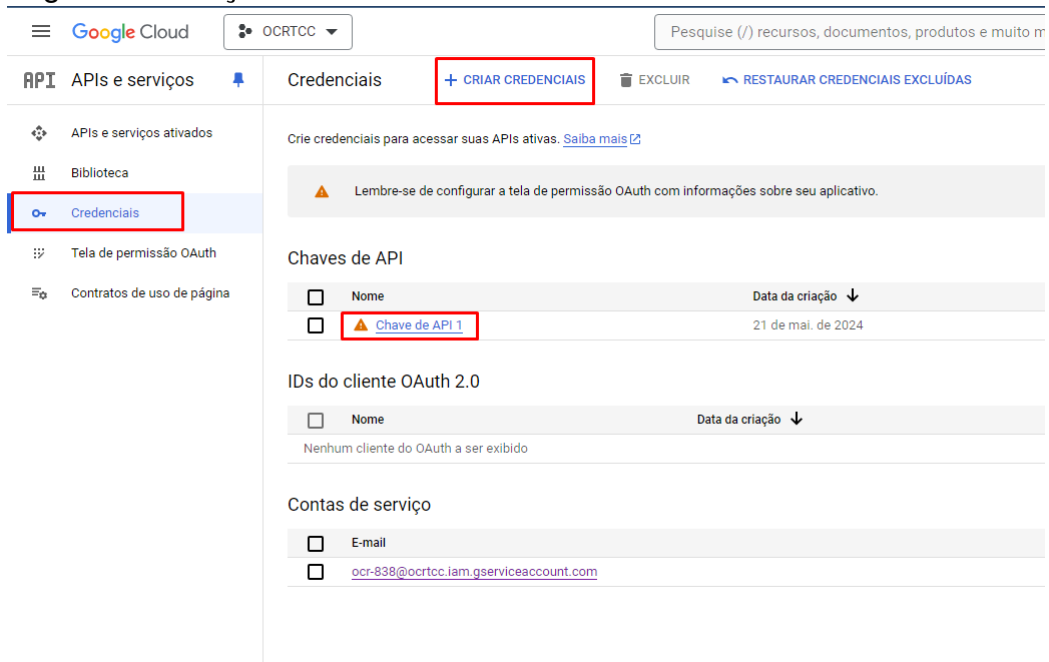 Google Cloud
OCRTCC
Pesquise (/) recursos, documentos, produtos e muito m
API APIs e serviços
Credenciais
+ CRIAR CREDENCIAIS
EXCLUIR
RESTAURAR CREDENCIAIS EXCLUÍDAS
APIs e serviços ativados
Biblioteca
Credenciais
Tela de permissão OAuth
Contratos de uso de página
Crie credenciais para acessar suas APIs ativas. Saiba mais
Lembre-se de configurar a tela de permissão OAuth com informações sobre seu aplicativo.
Chaves de API
Nome Data da criação
Chave de API 1 21 de mai. de 2024
IDs do cliente OAuth 2.0
Nome Data da criação
Nenhum cliente do OAuth a ser exibido
Contas de serviço
E-mail
ocr-838@ocrtcc.iam.gserviceaccount.com